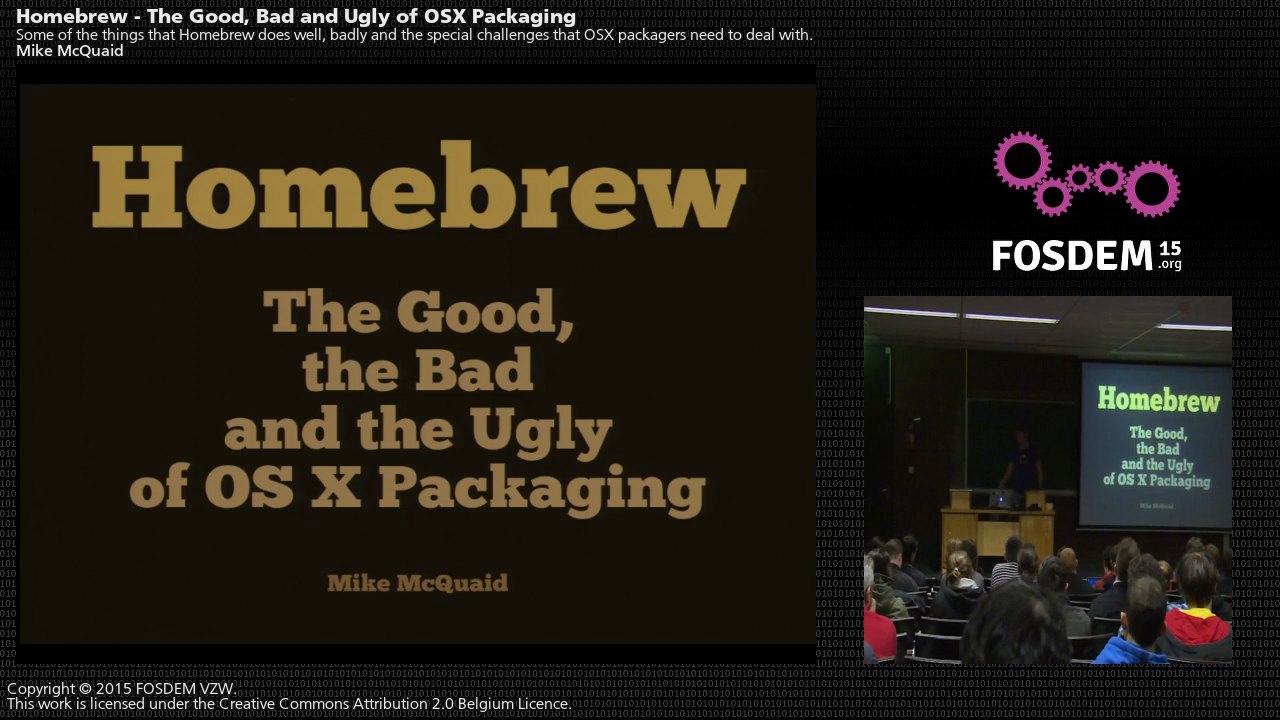 Homebrew - The Good, Bad and Ugly of OSX Packaging
Some of the things that Homebrew does well, badly and the special challenges that OSX packagers need to deal with.
Mike McQuaid
Homebrew
The Good,
the Bad
and the Ugly
of OS X Packaging
Mike McQuaid
FOSDEM 15
.org
Homebrew
The Good,
the Bad
and the Ugly
of OS X Packaging
Mike McQuaid
Copyright © 2015 FOSDEM VZW.
This work is licensed under the Creative Commons Attribution 2.0 Belgium Licence.